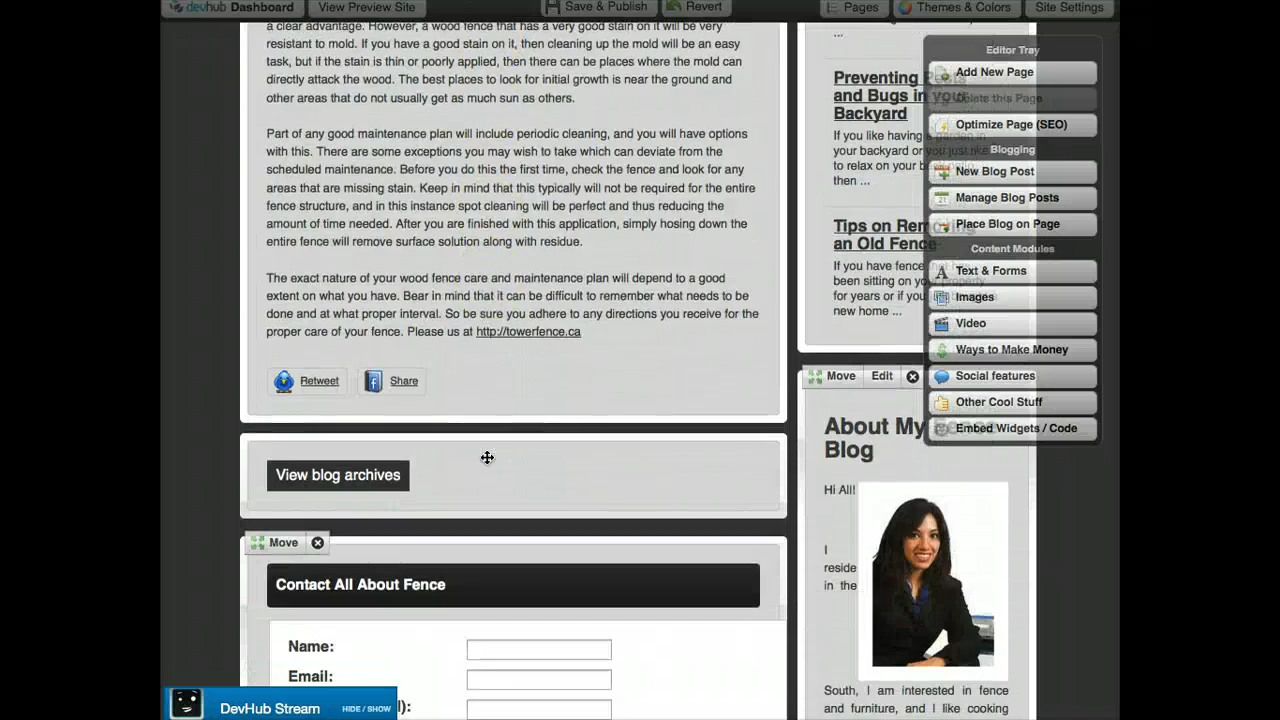 devhub Dashboard
View Preview Site
Save & Publish
Revert
Pages
Themes & Colors
Site Settings
a clear advantage. However, a wood fence that has a very good stain on it will be very
resistant to mold. If you have a good stain on it, then cleaning up the mold will be an easy
task, but if the stain is thin or poorly applied, then there can be places where the mold can
directly attack the wood. The best places to look for initial growth is near the ground and
other areas that do not usually get as much sun as others.
Part of any good maintenance plan will include periodic cleaning, and you will have options
with this. There are some exceptions you may wish to take which can deviate from the
scheduled maintenance. Before you do this the first time, check the fence and look for any
areas that are missing stain. Keep in mind that this typically will not be required for the entire
fence structure, and in this instance spot cleaning will be perfect and thus reducing the
amount of time needed. After you are finished with this application, simply hosing down the
entire fence will remove surface solution along with residue.
The exact nature of your wood fence care and maintenance plan will depend to a good
extent on what you have. Bear in mind that it can be difficult to remember what needs to be
done and at what proper interval. So be sure you adhere to any directions you receive for the
proper care of your fence. Please us at http://towerfence.ca
Retweet
Share
View blog archives
Move
Contact All About Fence
Name:
Email:
):
DevHub Stream
HIDE / SHOW
...
Preventing
and Bugs in your
Backyard
If you like having a garden in
your backyard or you just like
to relax on your
then ...
Tips on Removing
an Old Fence
If you have fence that has
been sitting on your property
for years or if you
new home ...
Move
Edit
About My
Blog
Hi All!
I
reside
in the
South, I am interested in fence
and furniture, and I like cooking
Editor Tray
Add New Page
Delete this Page
Optimize Page (SEO)
Blogging
New Blog Post
Manage Blog Posts
Place Blog on Page
Content Modules
Text & Forms
Images
Video
Ways to Make Money
Social features
Other Cool Stuff
Embed Widgets / Code